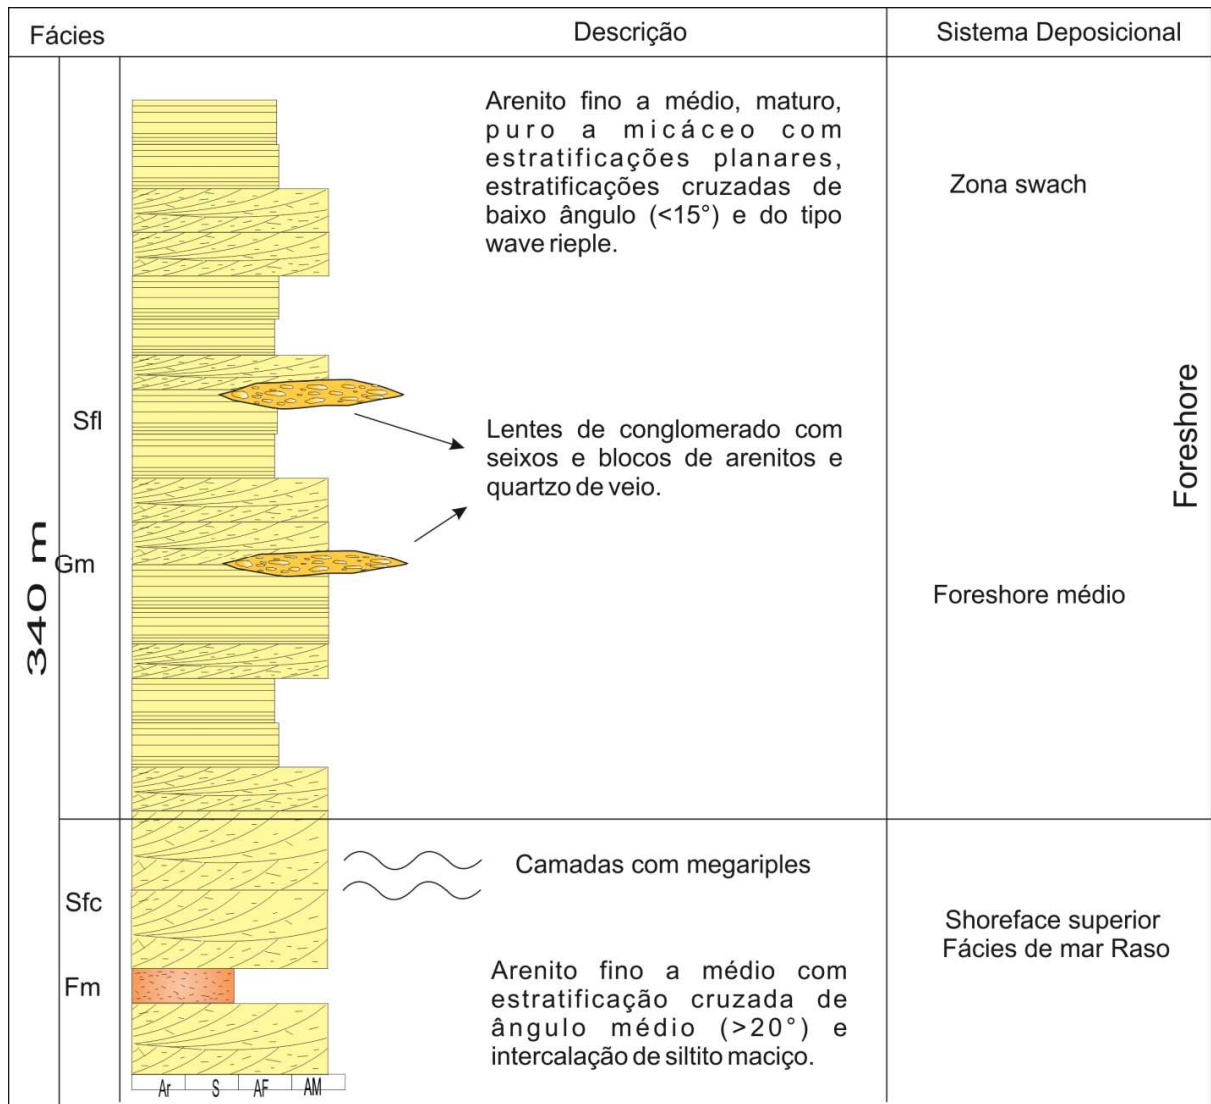 Fácies
Descrição
Sistema Deposicional
Arenito fino a médio, maturo,
puro a micáceo com
estratificações planares,
estratificações cruzadas de
baixo ângulo (<15°) e do tipo
wave rieple.
Zona swach
Foreshore
Sfl
Lentes de conglomerado com
seixos e blocos de arenitos e
quartzo de veio.
340 m
Gm
Foreshore médio
Camadas com megariples
Sfc
Shoreface superior
Fácies de mar Raso
Fm
Arenito fino a médio com
estratificação cruzada de
ângulo médio (>20°) e
intercalação de siltito maciço.
Ar S AF AM